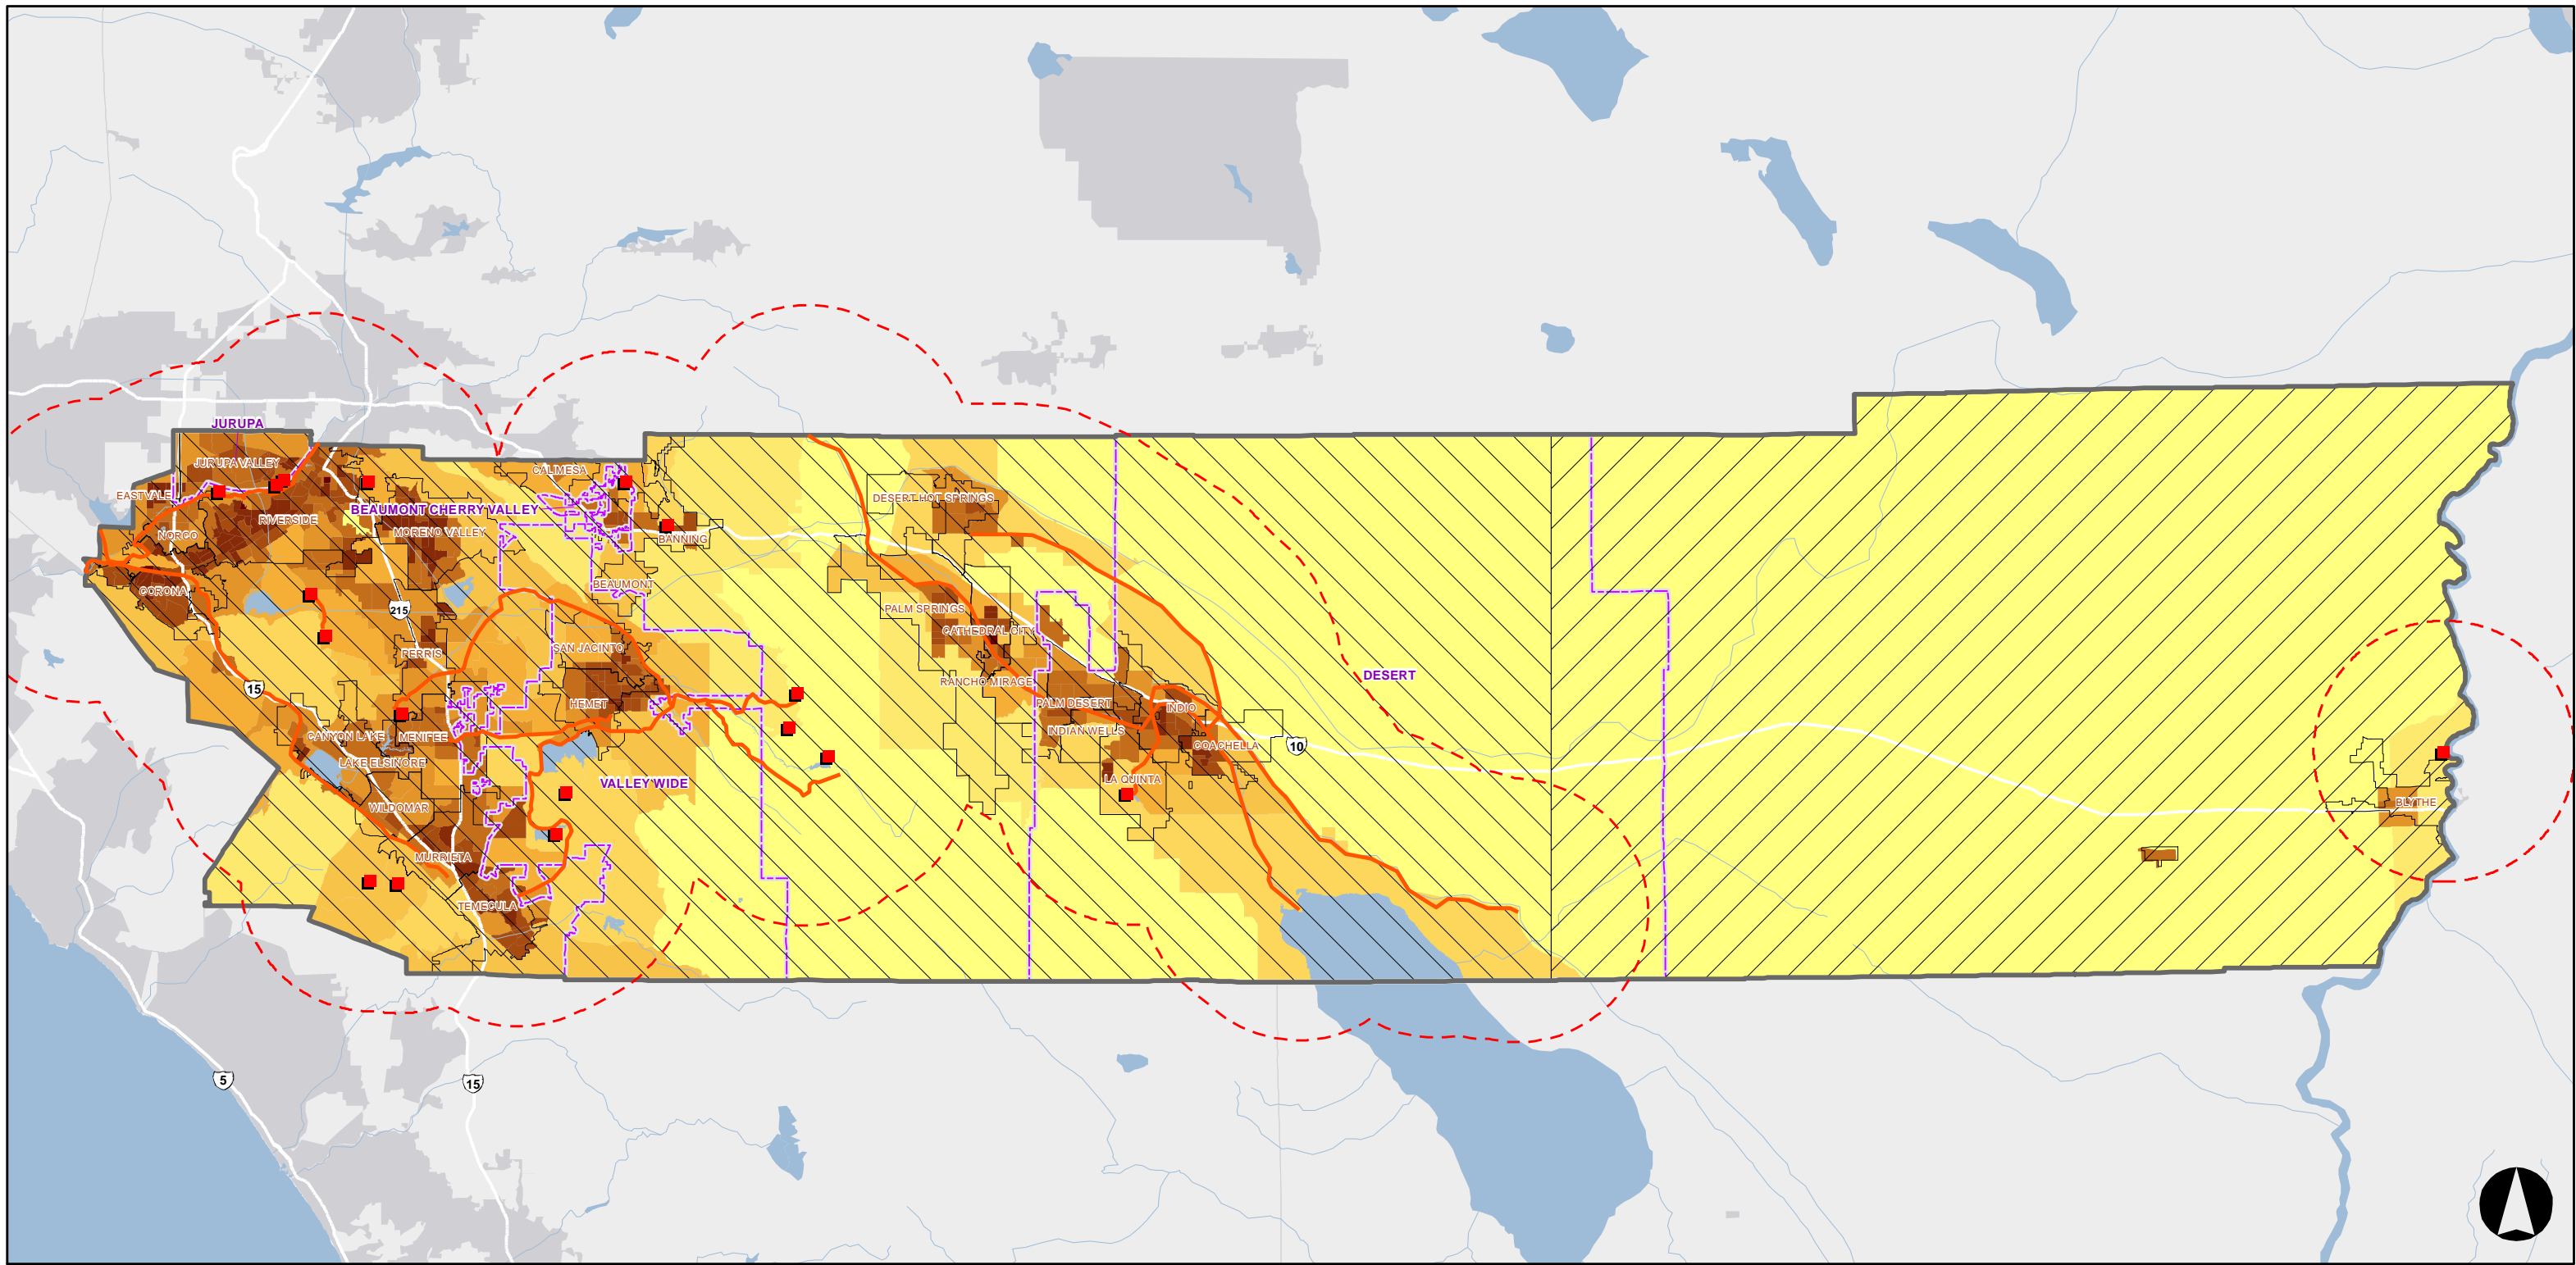 JURUPA
JURUPA VALLEY
CALIMESA
EASTVALE
DESERT HOT SPRINGS
BEAUMONT CHERRY VALLEY
RIVERSIDE
MORENO VALLEY
NORCO
BANNING
BEAUMONT
CORONA
215
PALM SPRINGS
CATHEDRAL CITY
SAN JACINTO
PERRIS
DESERT
RANCHO MIRAGE
15
HEMET
PALM DESERT
INDIO
INDIAN WELLS
CANYON LAKE
MENIFEE
COACHELLA
10
LAKE ELSINORE
LA QUINTA
VALLEY WIDE
WILDOMAR
BLYTHE
MURRIETA
TEMECULA
5
15